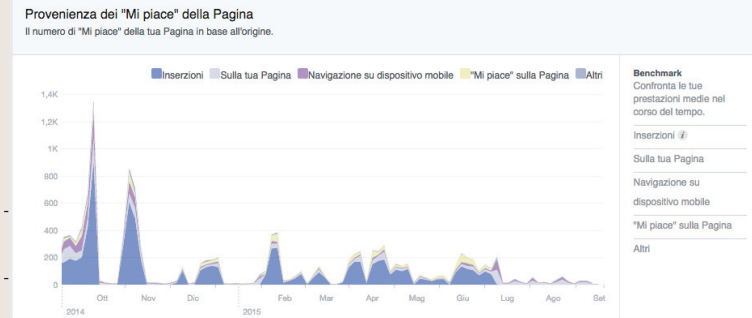 Provenienza dei "Mi piace" della Pagina
Il numero di "Mi piace" della tua Pagina in base all'origine.
Inserzioni Sulla tua Pagina Navigazione su dispositivo mobile "Mi piace" sulla Pagina Altri
1,4K
1,2K
1K
800
600
400
200
0
Ott Nov Dic Feb Mar Apr Mag Giu Lug Ago Set
2014 2015
Benchmark
Confronta le tue
prestazioni medie nel
corso del tempo.
Inserzioni i
Sulla tua Pagina
Navigazione su
dispositivo mobile
"Mi piace" sulla Pagina
Altri